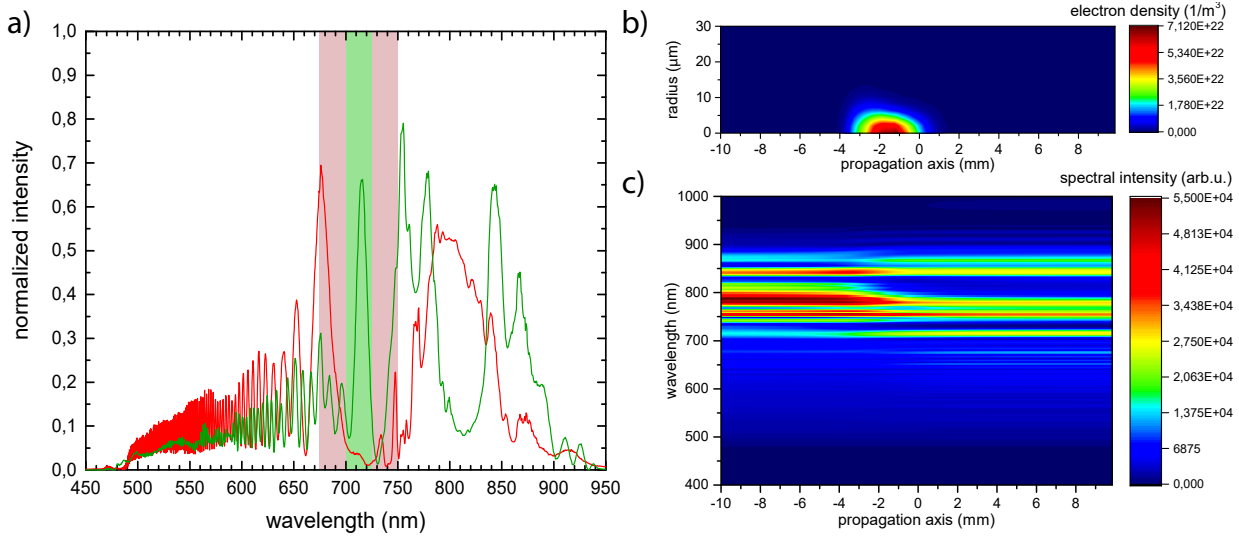 a)
normalized intensity
1,0
0,9
0,8
0,7
0,6
0,5
0,4
0,3
0,2
0,1
0,0
450 500 550 600 650 700 750 800 850 900 950
wavelength (nm)
b)
electron density (1/m³)
radius (µm)
30
20
10
0
-10 -8 -6 -4 -2 0 2 4 6 8
propagation axis (mm)
7,120E+22
5,340E+22
3,560E+22
1,780E+22
0,000
c)
spectral intensity (arb.u.)
wavelength (nm)
1000
900
800
700
600
500
400
-10 -8 -6 -4 -2 0 2 4 6 8
propagation axis (mm)
5,500E+04
4,813E+04
4,125E+04
3,438E+04
2,750E+04
2,063E+04
1,375E+04
6875
0,000